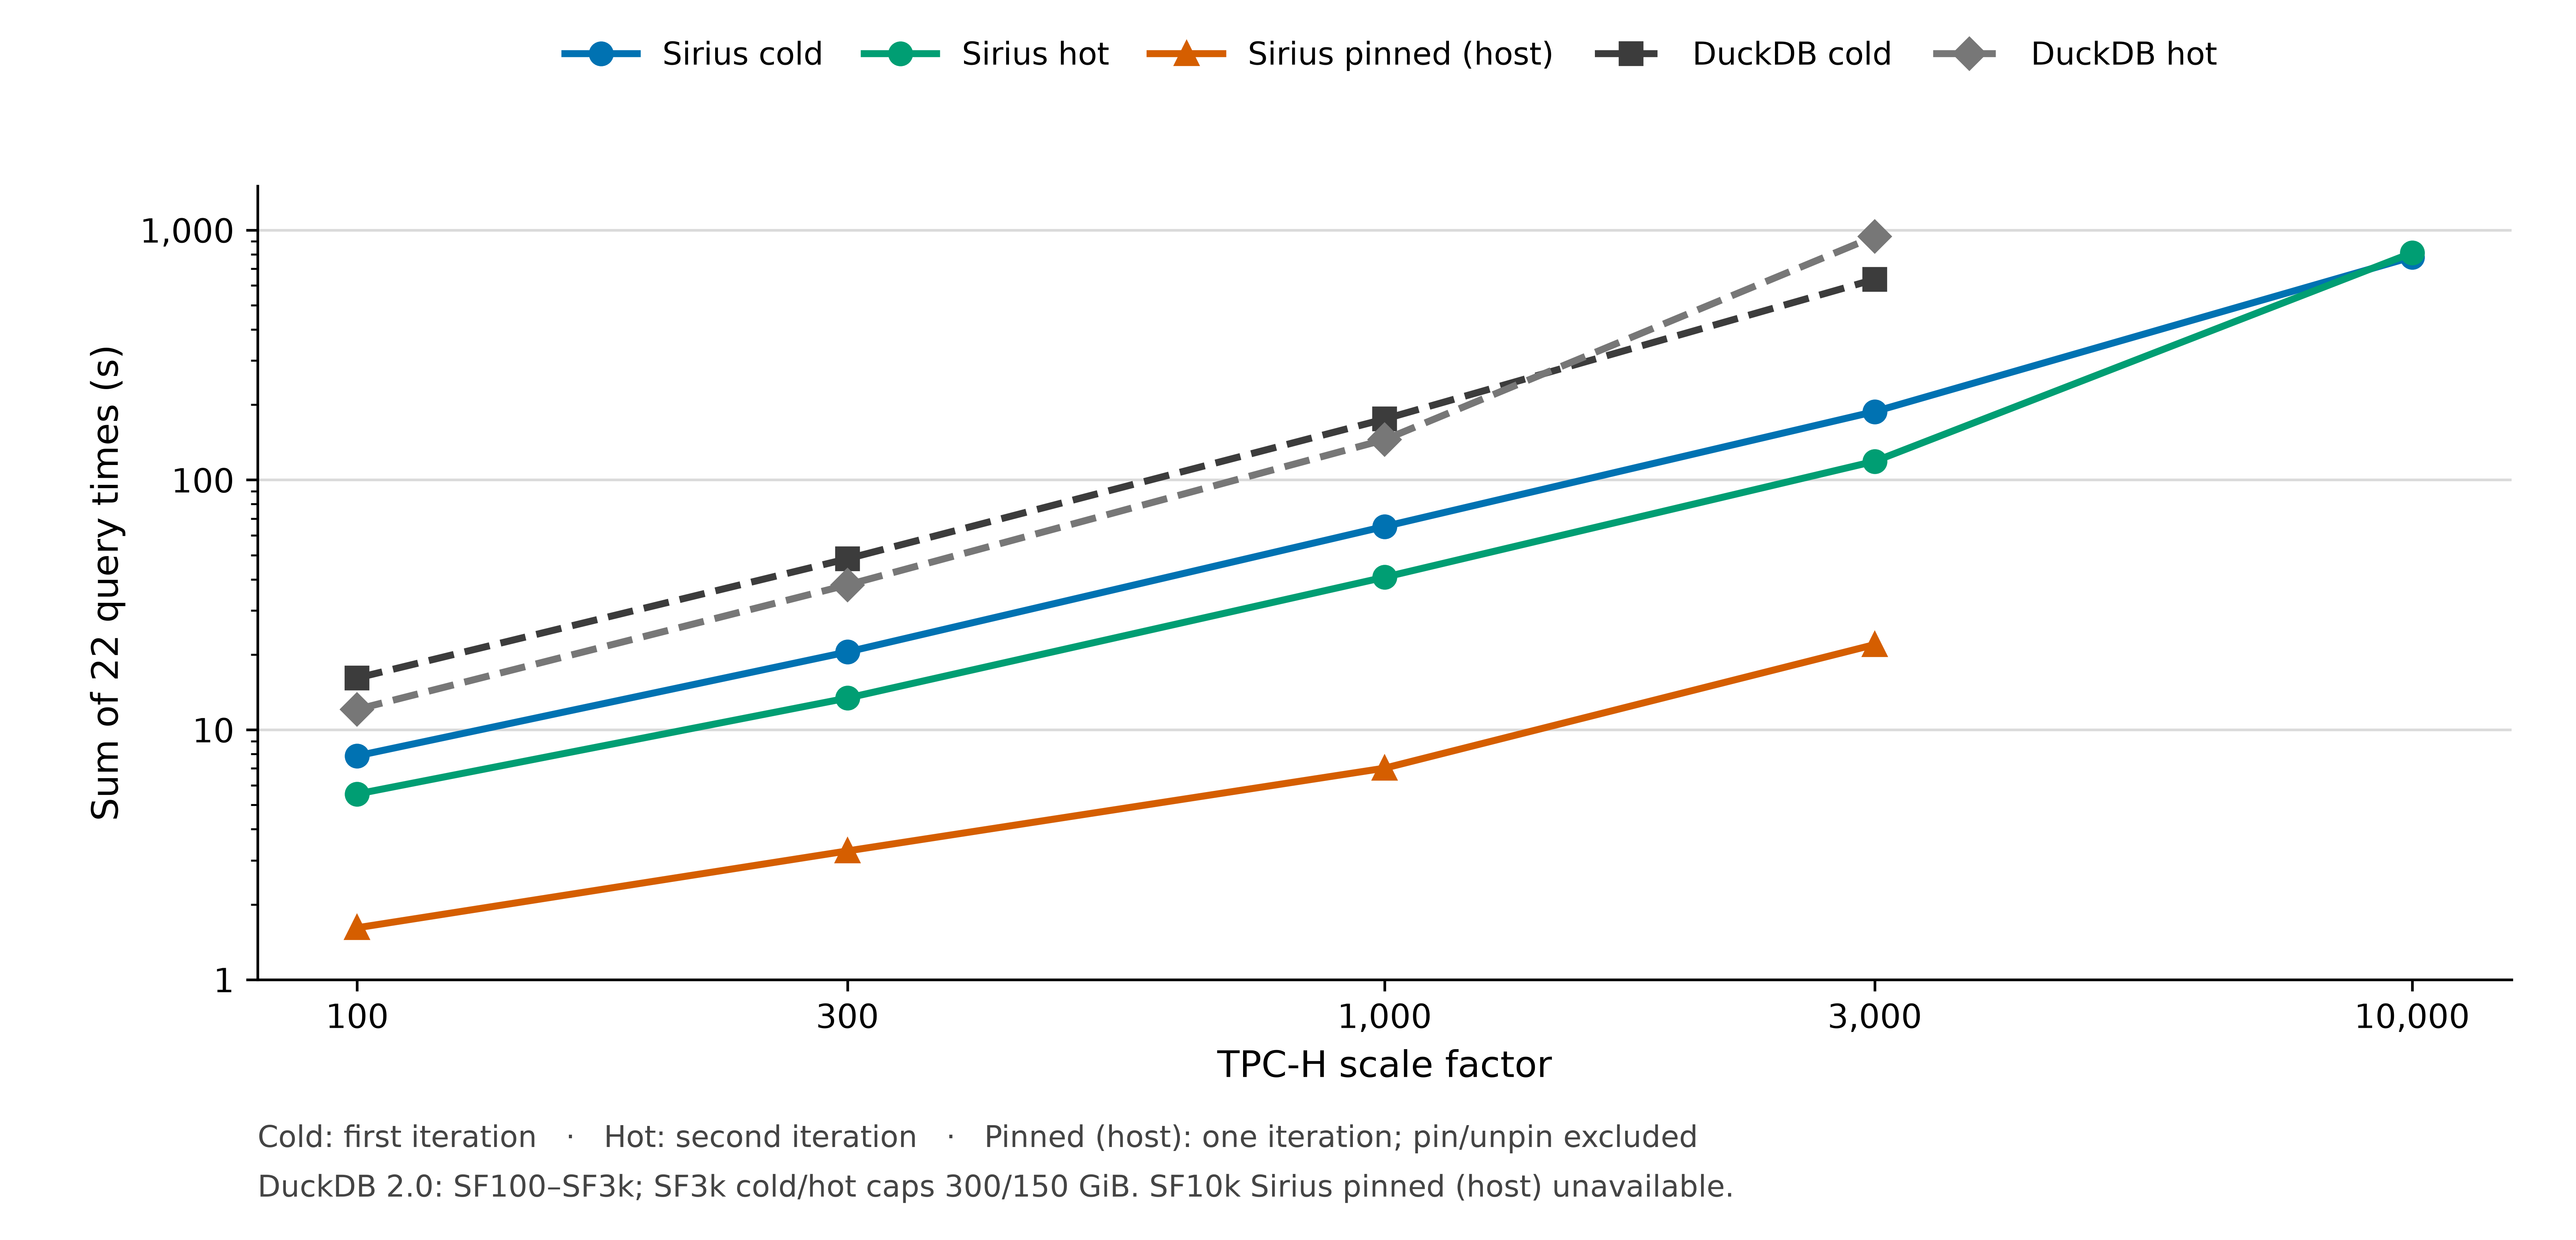 Sirius cold Sirius hot Sirius pinned (host) DuckDB cold DuckDB hot
1,000
100
10
1
Sum of 22 query times (s)
100 300 1,000 3,000 10,000
TPC-H scale factor
Cold: first iteration · Hot: second iteration · Pinned (host): one iteration; pin/unpin excluded
DuckDB 2.0: SF100–SF3k; SF3k cold/hot caps 300/150 GiB. SF10k Sirius pinned (host) unavailable.